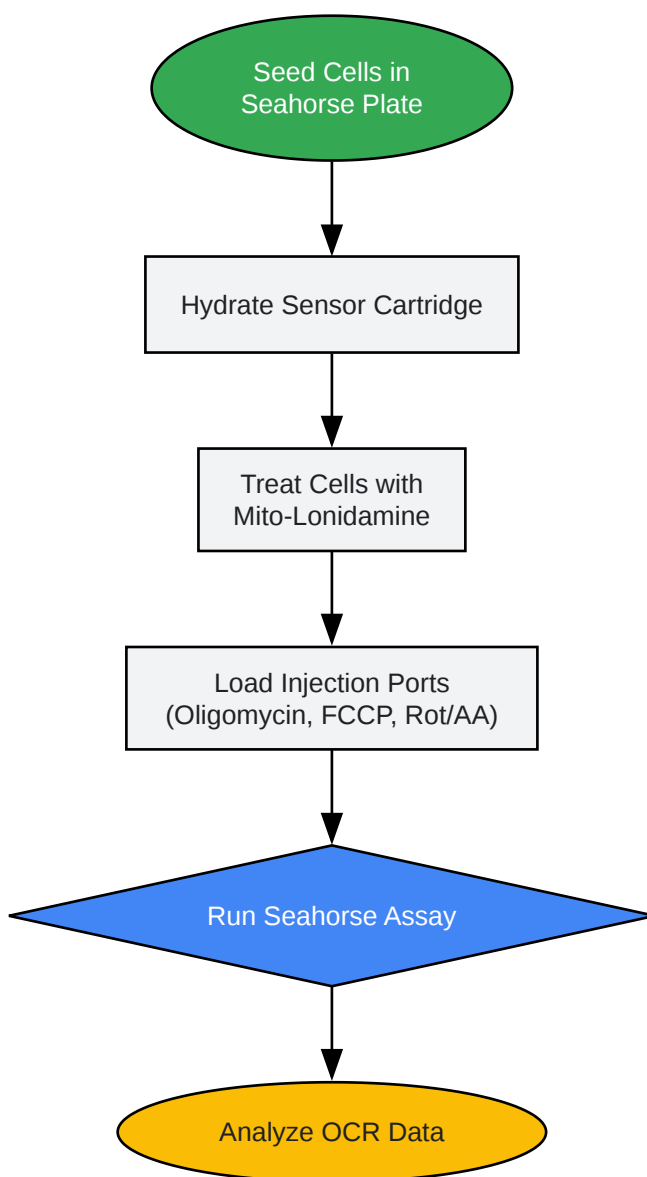 Seed Cells in
Seahorse Plate
Hydrate Sensor Cartridge
Treat Cells with
Mito-Lonidamine
Load Injection Ports
(Oligomycin, FCCP, Rot/AA)
Run Seahorse Assay
Analyze OCR Data